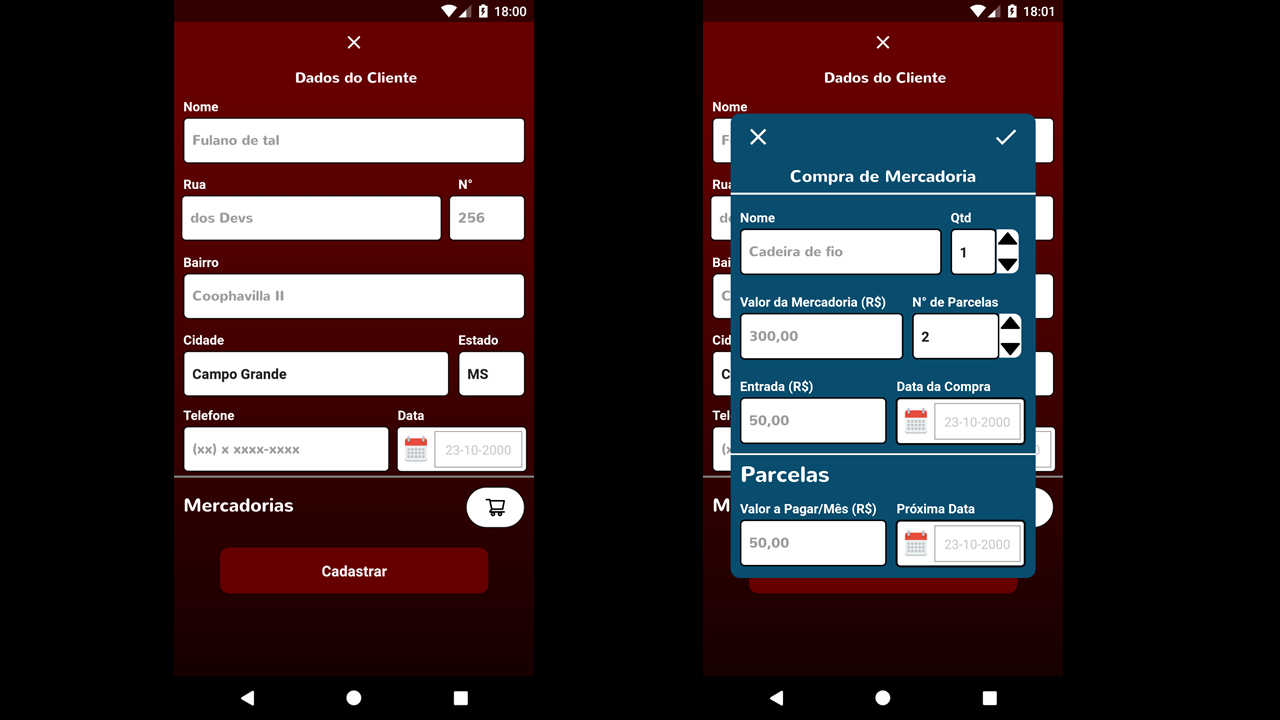 18:00
Dados do Cliente
Nome
Fulano de tal
Rua N°
dos Devs 256
Bairro
Coophavilla II
Cidade Estado
Campo Grande MS
Telefone Data
(xx) x xxxx-xxxx 23-10-2000
Mercadorias
Cadastrar
18:01
Dados do Cliente
Nome
Compra de Mercadoria
Nome Qtd
Cadeira de fio 1
Valor da Mercadoria (R$) N° de Parcelas
300,00 2
Entrada (R$) Data da Compra
50,00 23-10-2000
Parcelas
Valor a Pagar/Mês (R$) Próxima Data
50,00 23-10-2000